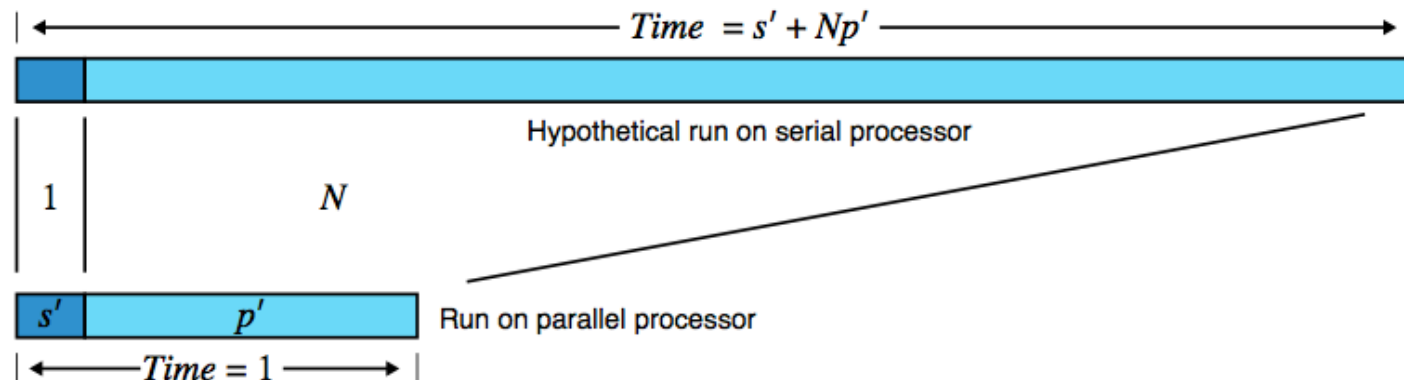 Time = s′ + Np′
Hypothetical run on serial processor
1 N
s′ p′ Run on parallel processor
Time = 1